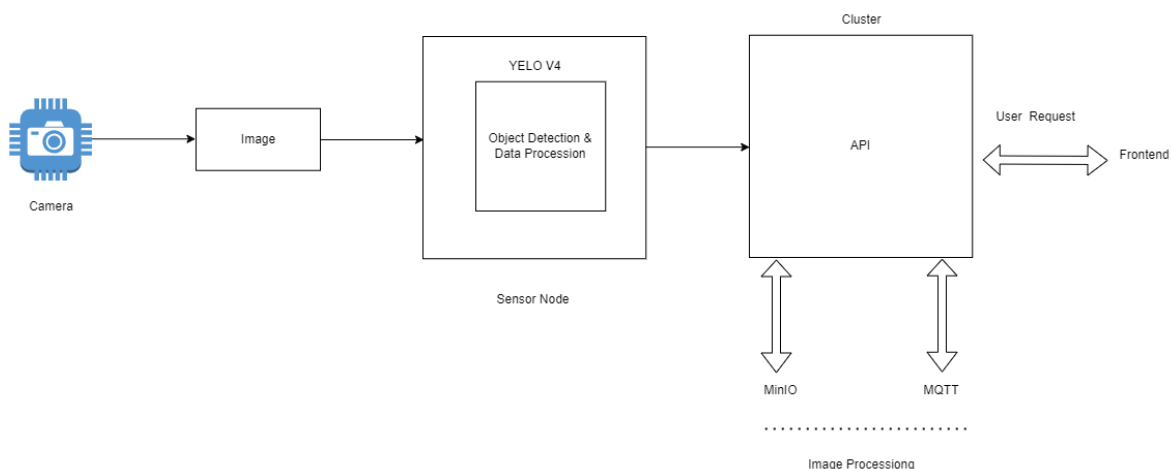 Cluster
YELO V4
Camera
Image
Object Detection &
Data Procession
Sensor Node
API
User Request
Frontend
MinIO
MQTT
Image Processiong